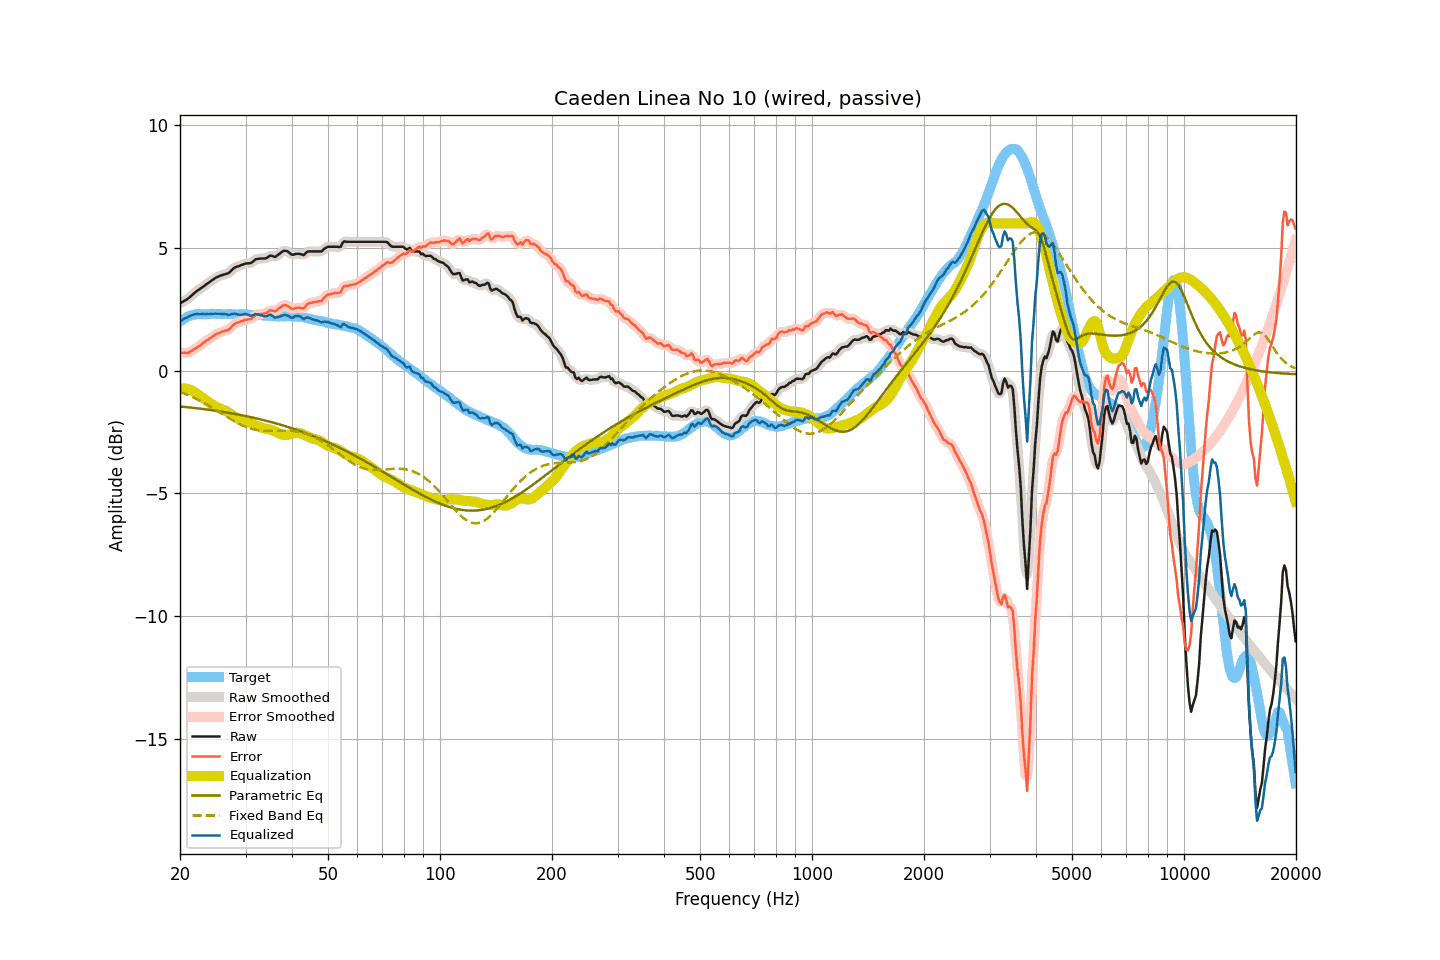 Caeden Linea No 10 (wired, passive)
10
5
0
−5
−10
−15
Amplitude (dBr)
Target
Raw Smoothed
Error Smoothed
Raw
Error
Equalization
Parametric Eq
Fixed Band Eq
Equalized
20 50 100 200 500 1000 2000 5000 10000 20000
Frequency (Hz)